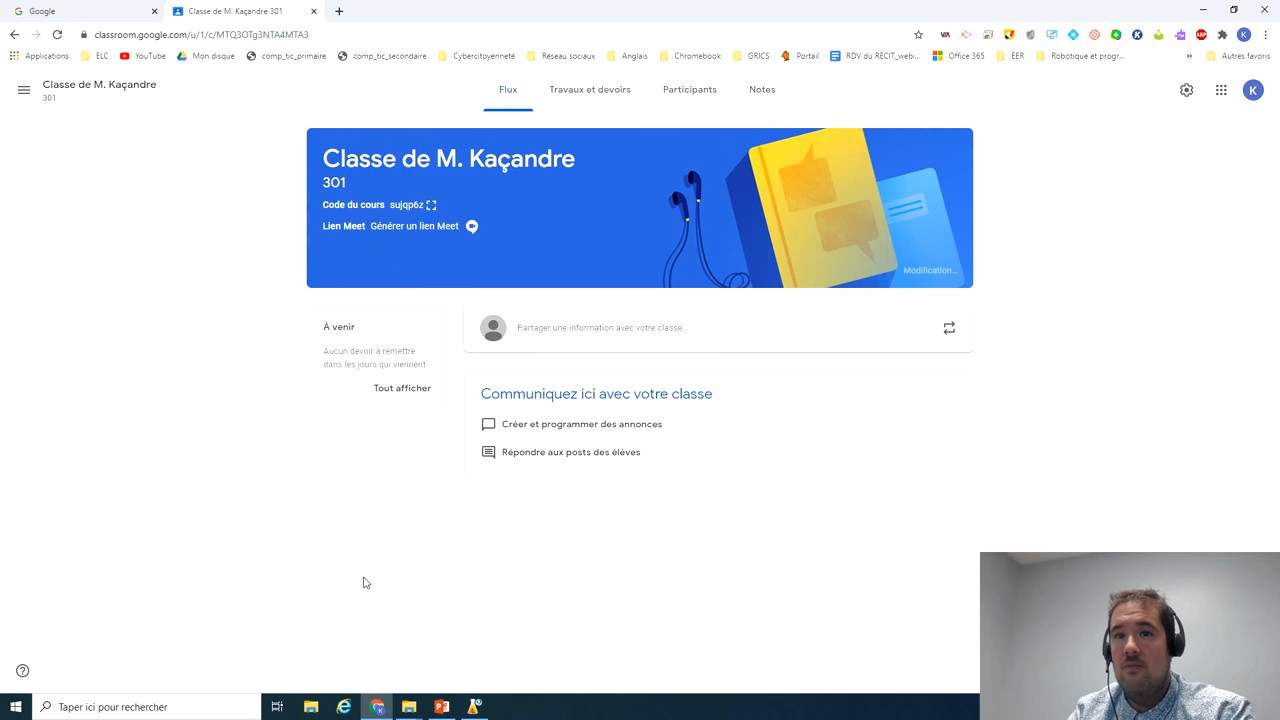 Google
Classe de M. Kaçandre 301
classroom.google.com/u/1/c/MTQ3OTg3NTA4MTA3
Applications ELC YouTube Mon disque comp_tic_primaire comp_tic_secondaire Cybercitoyenneté Réseau sociaux Anglais Chromebook GRICS Portail RDV du RÉCIT_webi... Office 365 ÉER Robotique et progr... » Autres favoris
Classe de M. Kaçandre
301
Flux Travaux et devoirs Participants Notes
K
Classe de M. Kaçandre
301
Code du cours sujqp6z
Lien Meet Générer un lien Meet
Modification...
À venir
Aucun devoir à remettre
dans les jours qui viennent
Tout afficher
Partager une information avec votre classe...
Communiquez ici avec votre classe
Créer et programmer des annonces
Répondre aux posts des élèves
Taper ici pour rechercher